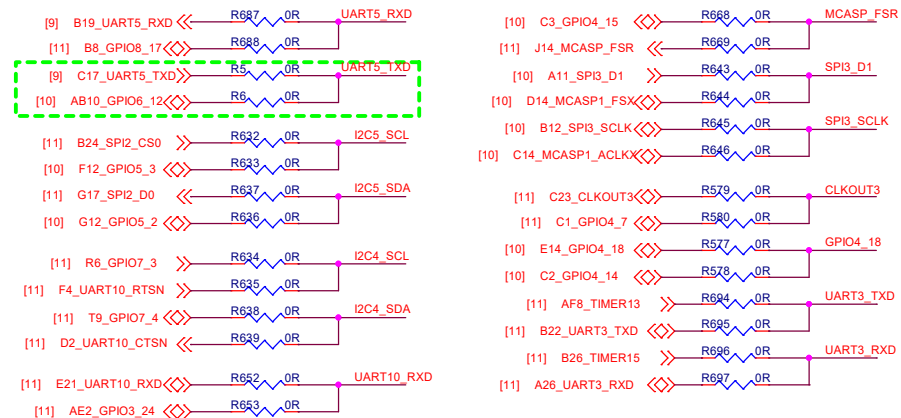 [9] B19_UART5_RXD R687 0R UART5_RXD
[11] B8_GPIO8_17 R688 0R
[9] C17_UART5_TXD R5 0R UART5_TXD
[10] AB10_GPIO6_12 R6 0R
[11] B24_SPI2_CS0 R632 0R I2C5_SCL
[10] F12_GPIO5_3 R633 0R
[11] G17_SPI2_D0 R637 0R I2C5_SDA
[10] G12_GPIO5_2 R636 0R
[11] R6_GPIO7_3 R634 0R I2C4_SCL
[11] F4_UART10_RTSN R635 0R
[11] T9_GPIO7_4 R638 0R I2C4_SDA
[11] D2_UART10_CTSN R639 0R
[11] E21_UART10_RXD R652 0R UART10_RXD
[11] AE2_GPIO3_24 R653 0R
[10] C3_GPIO4_15 R668 0R MCASP_FSR
[11] J14_MCASP_FSR R669 0R
[10] A11_SPI3_D1 R643 0R SPI3_D1
[10] D14_MCASP1_FSX R644 0R
[10] B12_SPI3_SCLK R645 0R SPI3_SCLK
[10] C14_MCASP1_ACLKX R646 0R
[11] C23_CLKOUT3 R579 0R CLKOUT3
[11] C1_GPIO4_7 R580 0R
[10] E14_GPIO4_18 R577 0R GPIO4_18
[10] C2_GPIO4_14 R578 0R
[11] AF8_TIMER13 R694 0R UART3_TXD
[11] B22_UART3_TXD R695 0R
[11] B26_TIMER15 R696 0R UART3_RXD
[11] A26_UART3_RXD R697 0R